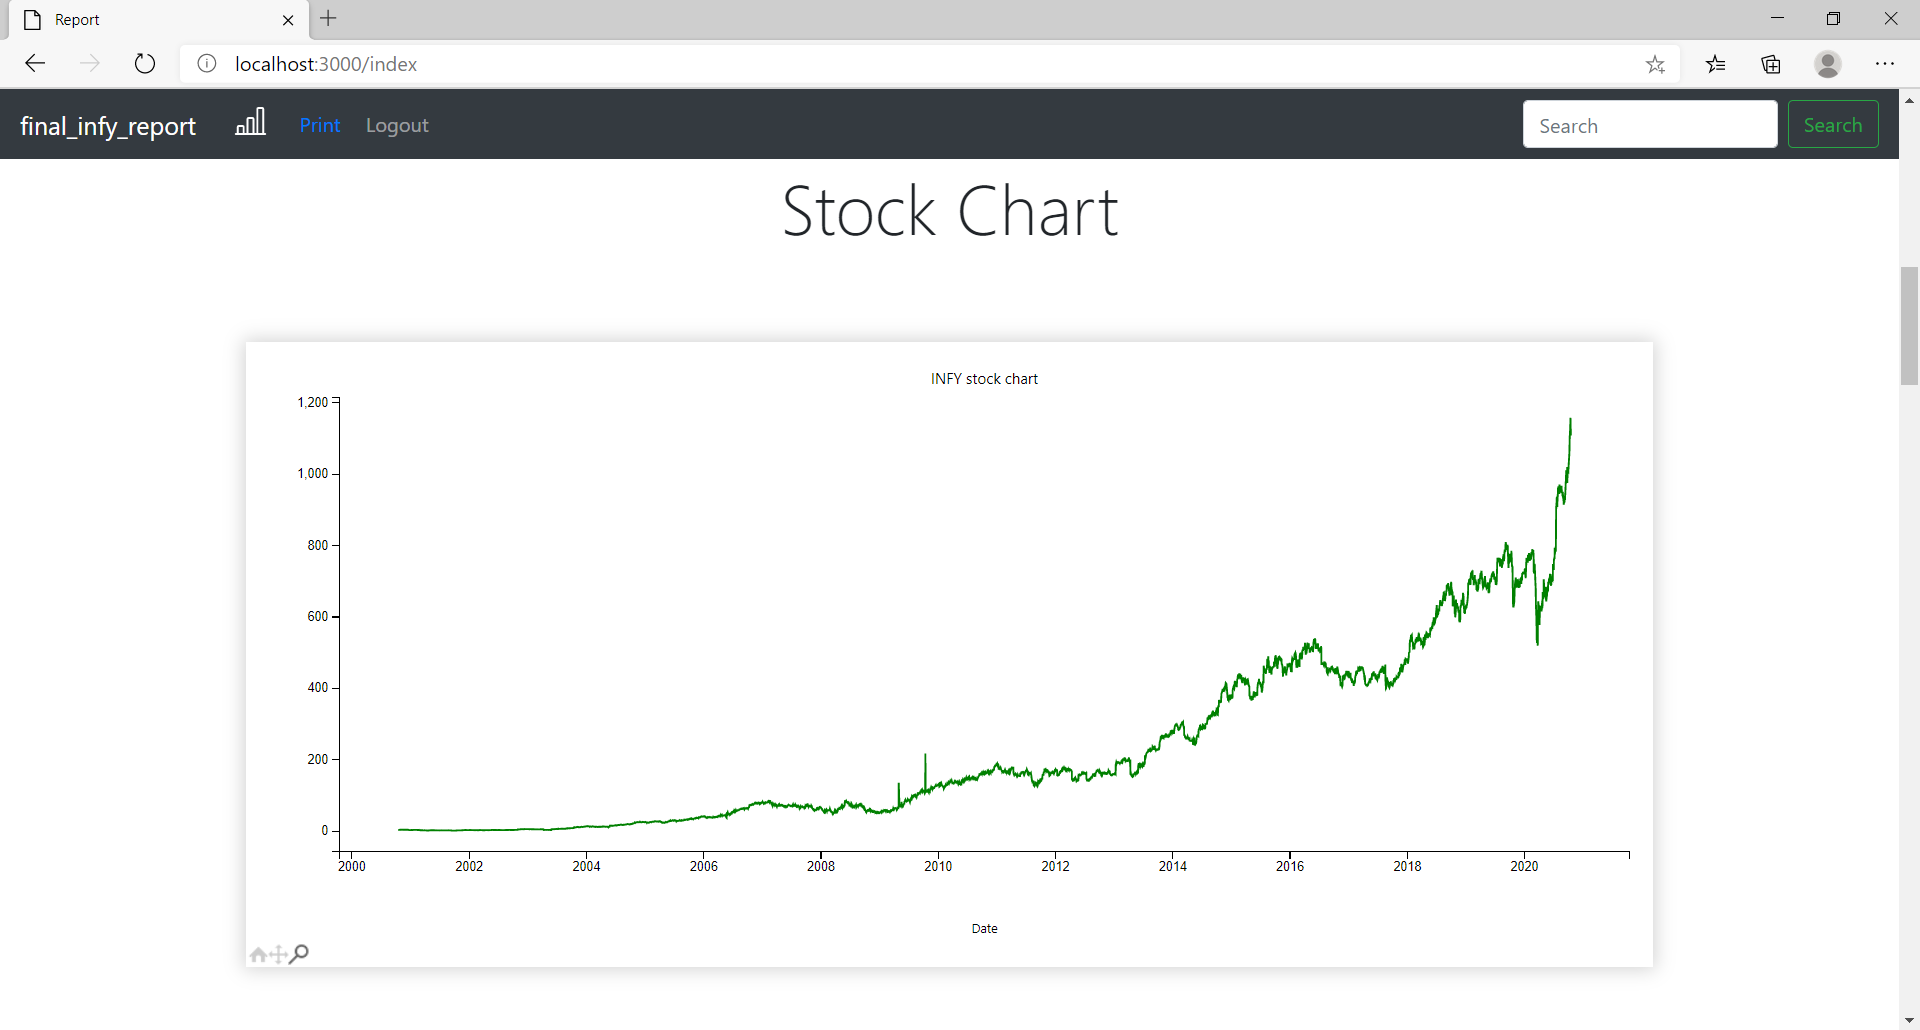 Report
localhost:3000/index
final_infy_report Print Logout Search Search
Stock Chart
INFY stock chart
1,200
1,000
800
600
400
200
0
2000 2002 2004 2006 2008 2010 2012 2014 2016 2018 2020
Date